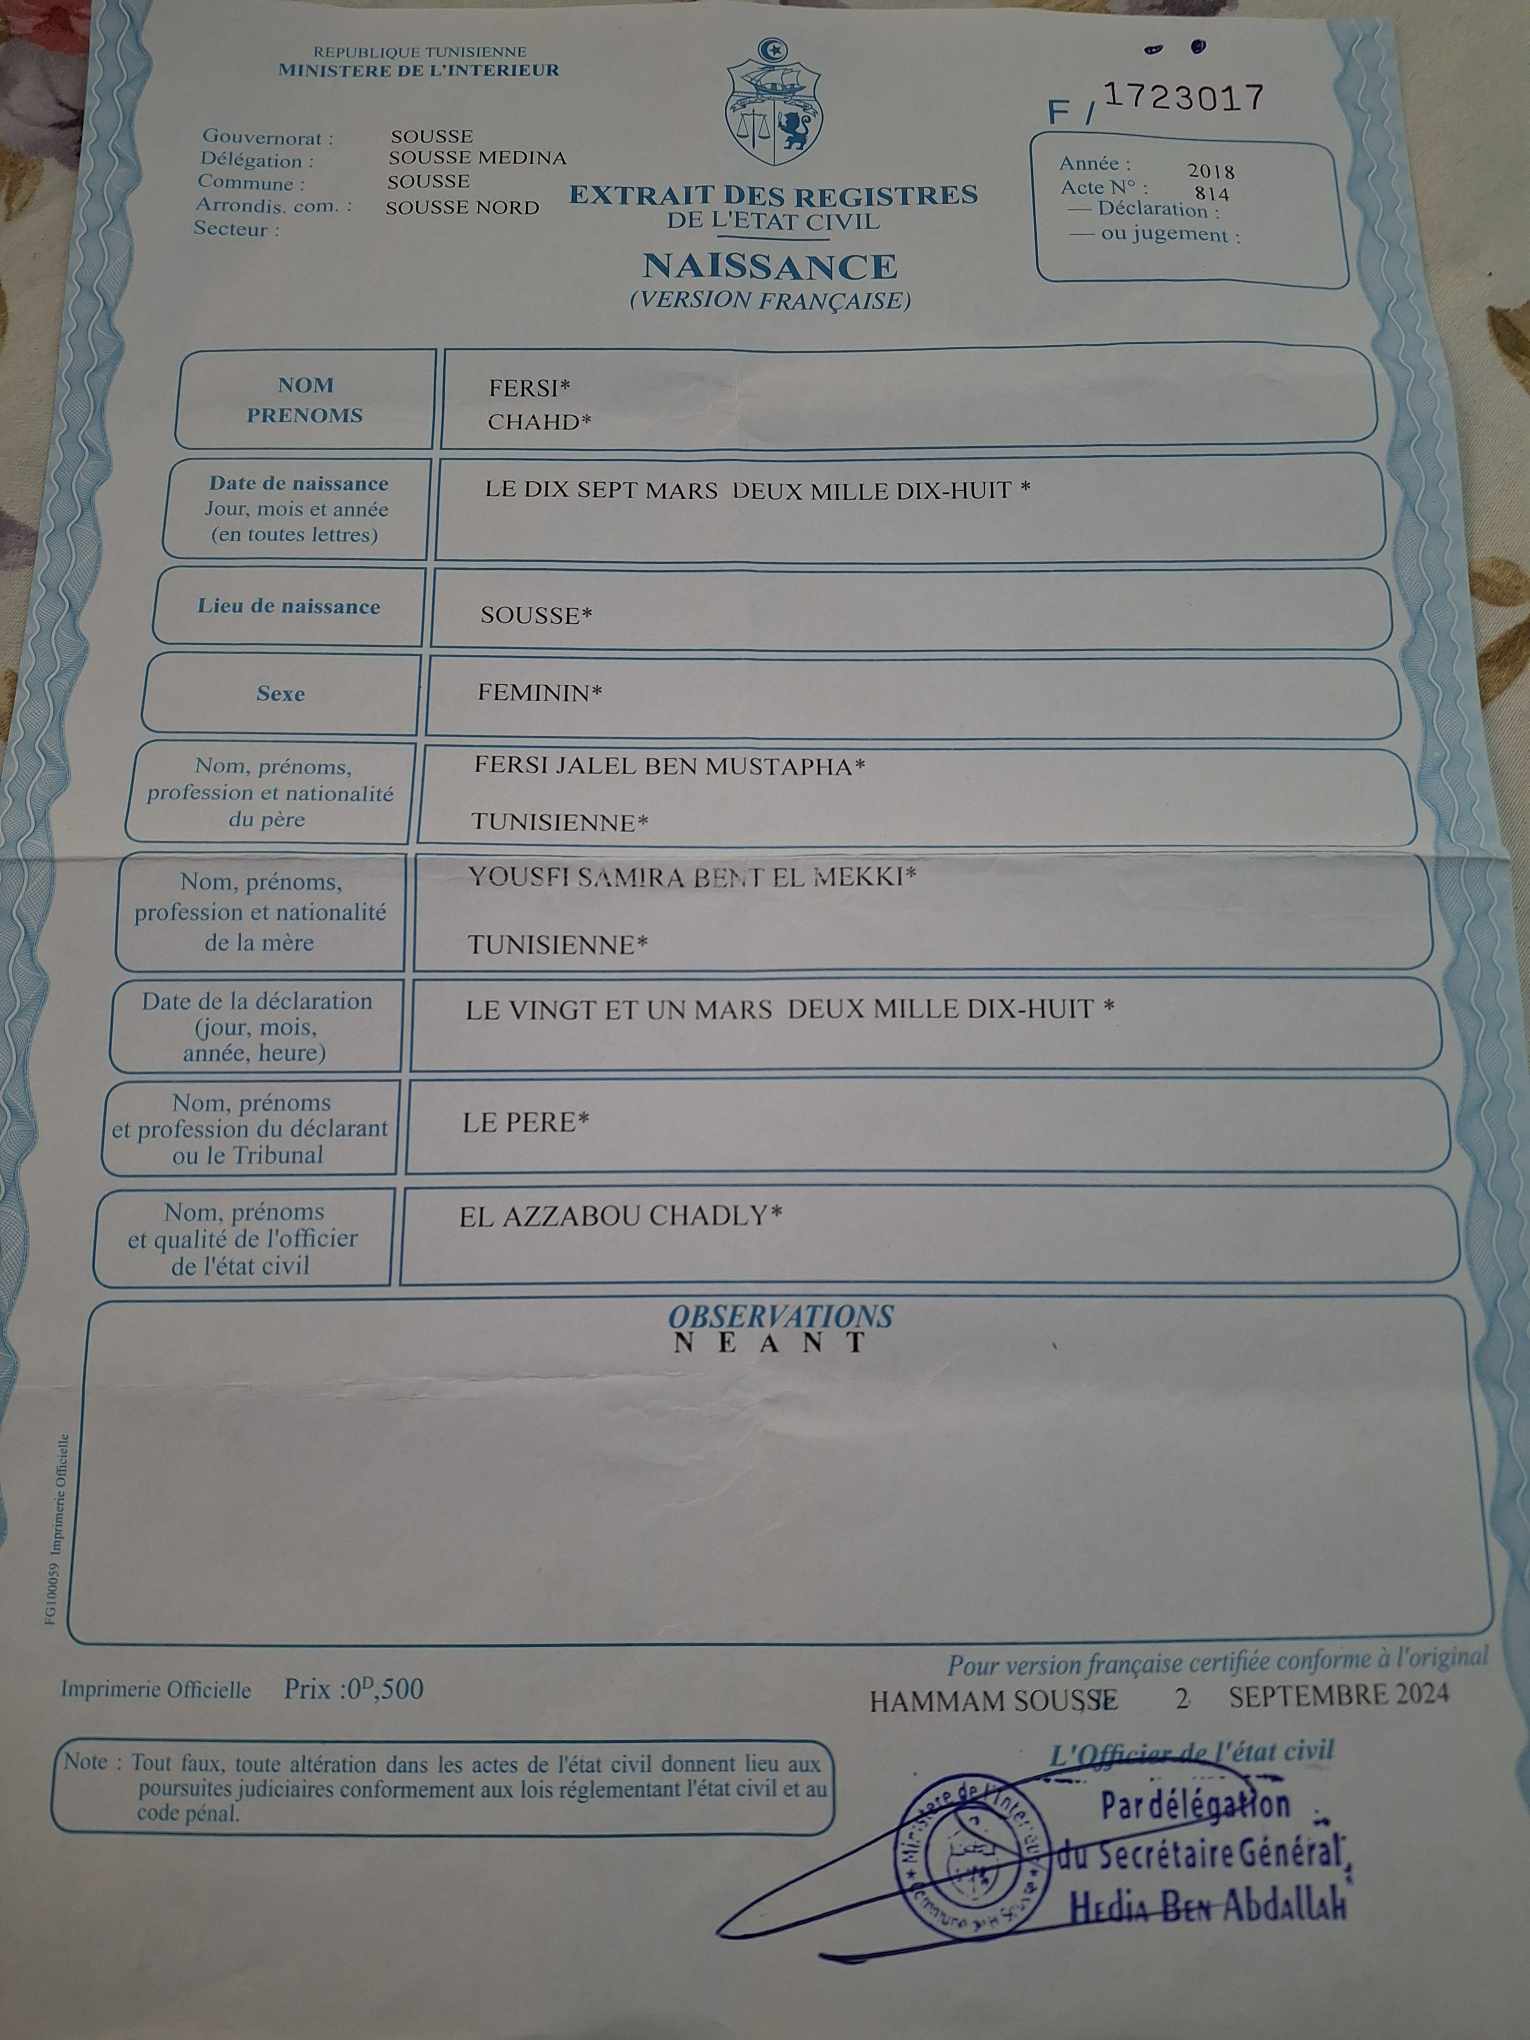 REPUBLIQUE TUNISIENNE
MINISTERE DE L'INTERIEUR
F / 1723017
Gouvernorat : SOUSSE
Délégation : SOUSSE MEDINA
Commune : SOUSSE
Arrondis. com. : SOUSSE NORD
Secteur :
EXTRAIT DES REGISTRES
DE L'ETAT CIVIL
NAISSANCE
(VERSION FRANÇAISE)
Année : 2018
Acte N° : 814
— Déclaration :
— ou jugement :
NOM FERSI*
PRENOMS CHAHD*
Date de naissance LE DIX SEPT MARS DEUX MILLE DIX-HUIT *
Jour, mois et année
(en toutes lettres)
Lieu de naissance SOUSSE*
Sexe FEMININ*
Nom, prénoms, FERSI JALEL BEN MUSTAPHA*
profession et nationalité
du père TUNISIENNE*
Nom, prénoms, YOUSFI SAMIRA BENT EL MEKKI*
profession et nationalité
de la mère TUNISIENNE*
Date de la déclaration LE VINGT ET UN MARS DEUX MILLE DIX-HUIT *
(jour, mois,
année, heure)
Nom, prénoms
et profession du déclarant LE PERE*
ou le Tribunal
Nom, prénoms EL AZZABOU CHADLY*
et qualité de l'officier
de l'état civil
OBSERVATIONS
N E A N T
FG100059 Imprimerie Officielle
Pour version française certifiée conforme à l'original
Imprimerie Officielle Prix :0D,500
HAMMAM SOUSSE 2 SEPTEMBRE 2024
L'Officier de l'état civil
Note : Tout faux, toute altération dans les actes de l'état civil donnent lieu aux
poursuites judiciaires conformement aux lois réglementant l'état civil et au
code pénal.
Ministère de l'Intérieur
Par délégation
du Secrétaire Général
Hedia Ben Abdallah